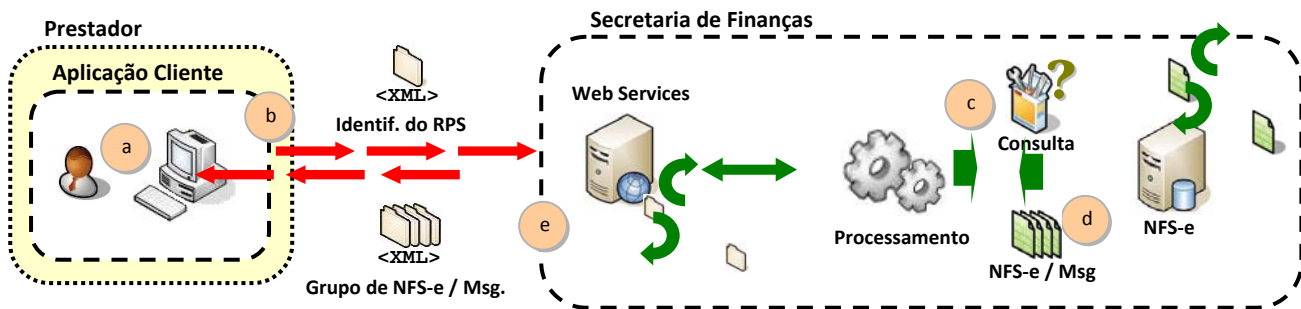 Prestador
Secretaria de Finanças
Aplicação Cliente
a
b
<XML>
Identif. do RPS
<XML>
Grupo de NFS-e / Msg.
Web Services
e
Processamento
c
?
Consulta
d
NFS-e / Msg
NFS-e